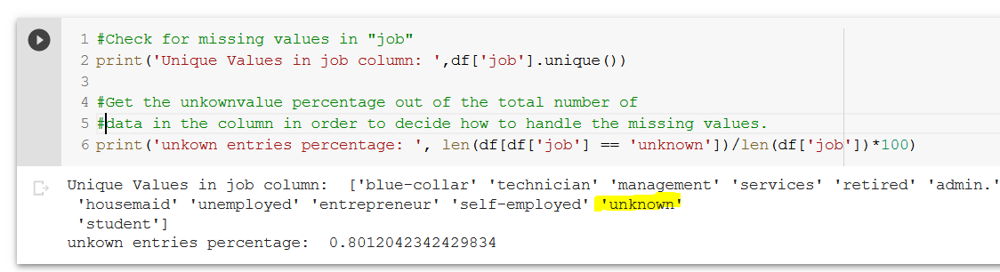 1 #Check for missing values in "job"
2 print('Unique Values in job column: ',df['job'].unique())
3
4 #Get the unkownvalue percentage out of the total number of
5 #data in the column in order to decide how to handle the missing values.
6 print('unkown entries percentage: ', len(df[df['job'] == 'unknown'])/len(df['job'])*100)
Unique Values in job column:  ['blue-collar' 'technician' 'management' 'services' 'retired' 'admin.'
'housemaid' 'unemployed' 'entrepreneur' 'self-employed' 'unknown'
'student']
unkown entries percentage:  0.8012042342429834